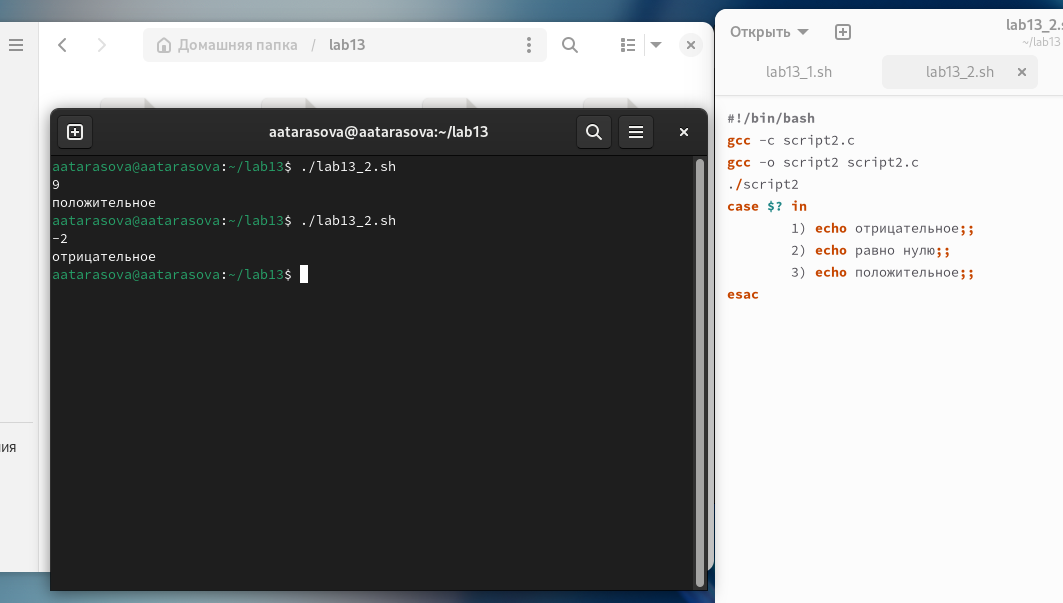 Домашняя папка / lab13
ия
aatarasova@aatarasova:~/lab13
aatarasova@aatarasova:~/lab13$ ./lab13_2.sh
9
положительное
aatarasova@aatarasova:~/lab13$ ./lab13_2.sh
-2
отрицательное
aatarasova@aatarasova:~/lab13$
Открыть
lab13_2.s
~/lab13
lab13_1.sh
lab13_2.sh
#!/bin/bash
gcc -c script2.c
gcc -o script2 script2.c
./script2
case $? in
1) echo отрицательное;;
2) echo равно нулю;;
3) echo положительное;;
esac